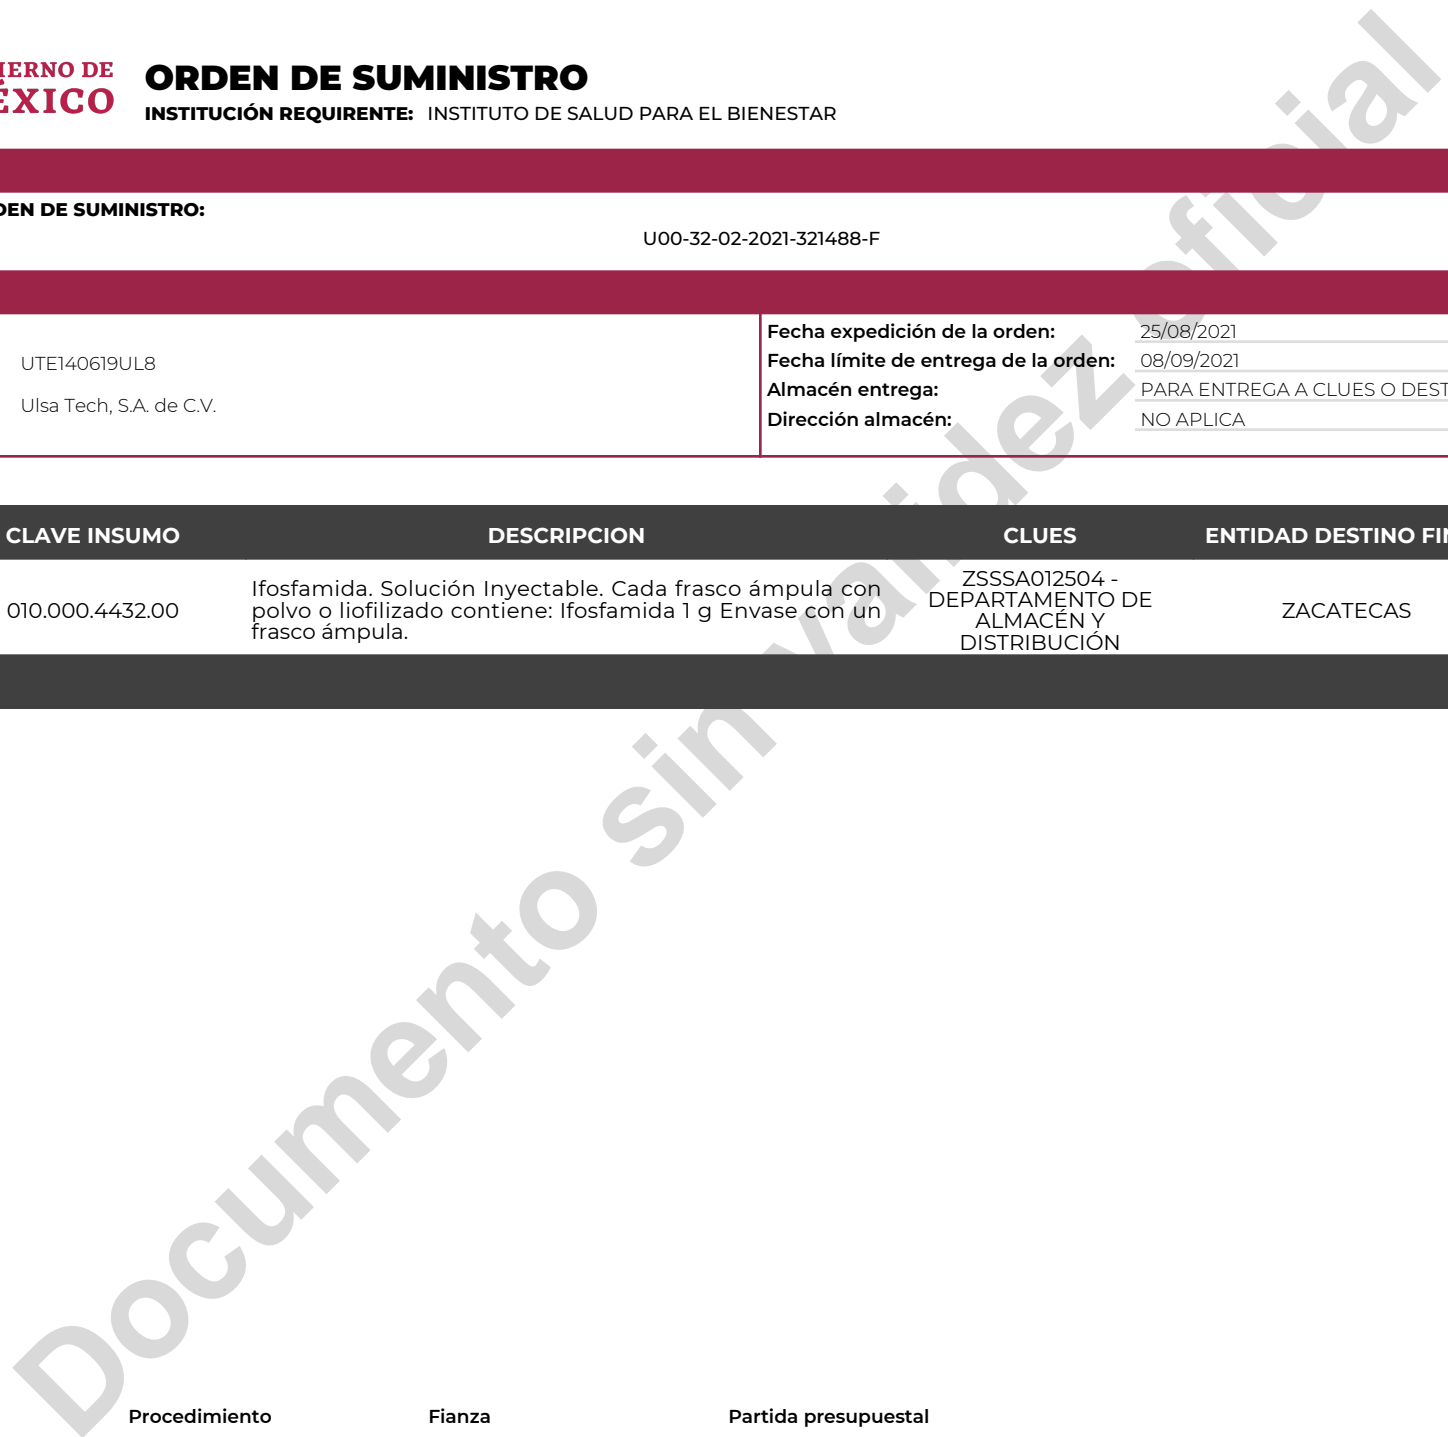 IERNO DE
ÉXICO
ORDEN DE SUMINISTRO
INSTITUCIÓN REQUIRENTE: INSTITUTO DE SALUD PARA EL BIENESTAR
DEN DE SUMINISTRO:
U00-32-02-2021-321488-F
UTE140619UL8
Ulsa Tech, S.A. de C.V.
Fecha expedición de la orden: 25/08/2021
Fecha límite de entrega de la orden: 08/09/2021
Almacén entrega: PARA ENTREGA A CLUES O DEST
Dirección almacén: NO APLICA
CLAVE INSUMO DESCRIPCION CLUES ENTIDAD DESTINO FIN
010.000.4432.00
Ifosfamida. Solución Inyectable. Cada frasco ámpula con
polvo o liofilizado contiene: Ifosfamida 1 g Envase con un
frasco ámpula.
ZSSSA012504 -
DEPARTAMENTO DE
ALMACÉN Y
DISTRIBUCIÓN
ZACATECAS
Documento sin validez oficial
Procedimiento Fianza Partida presupuestal